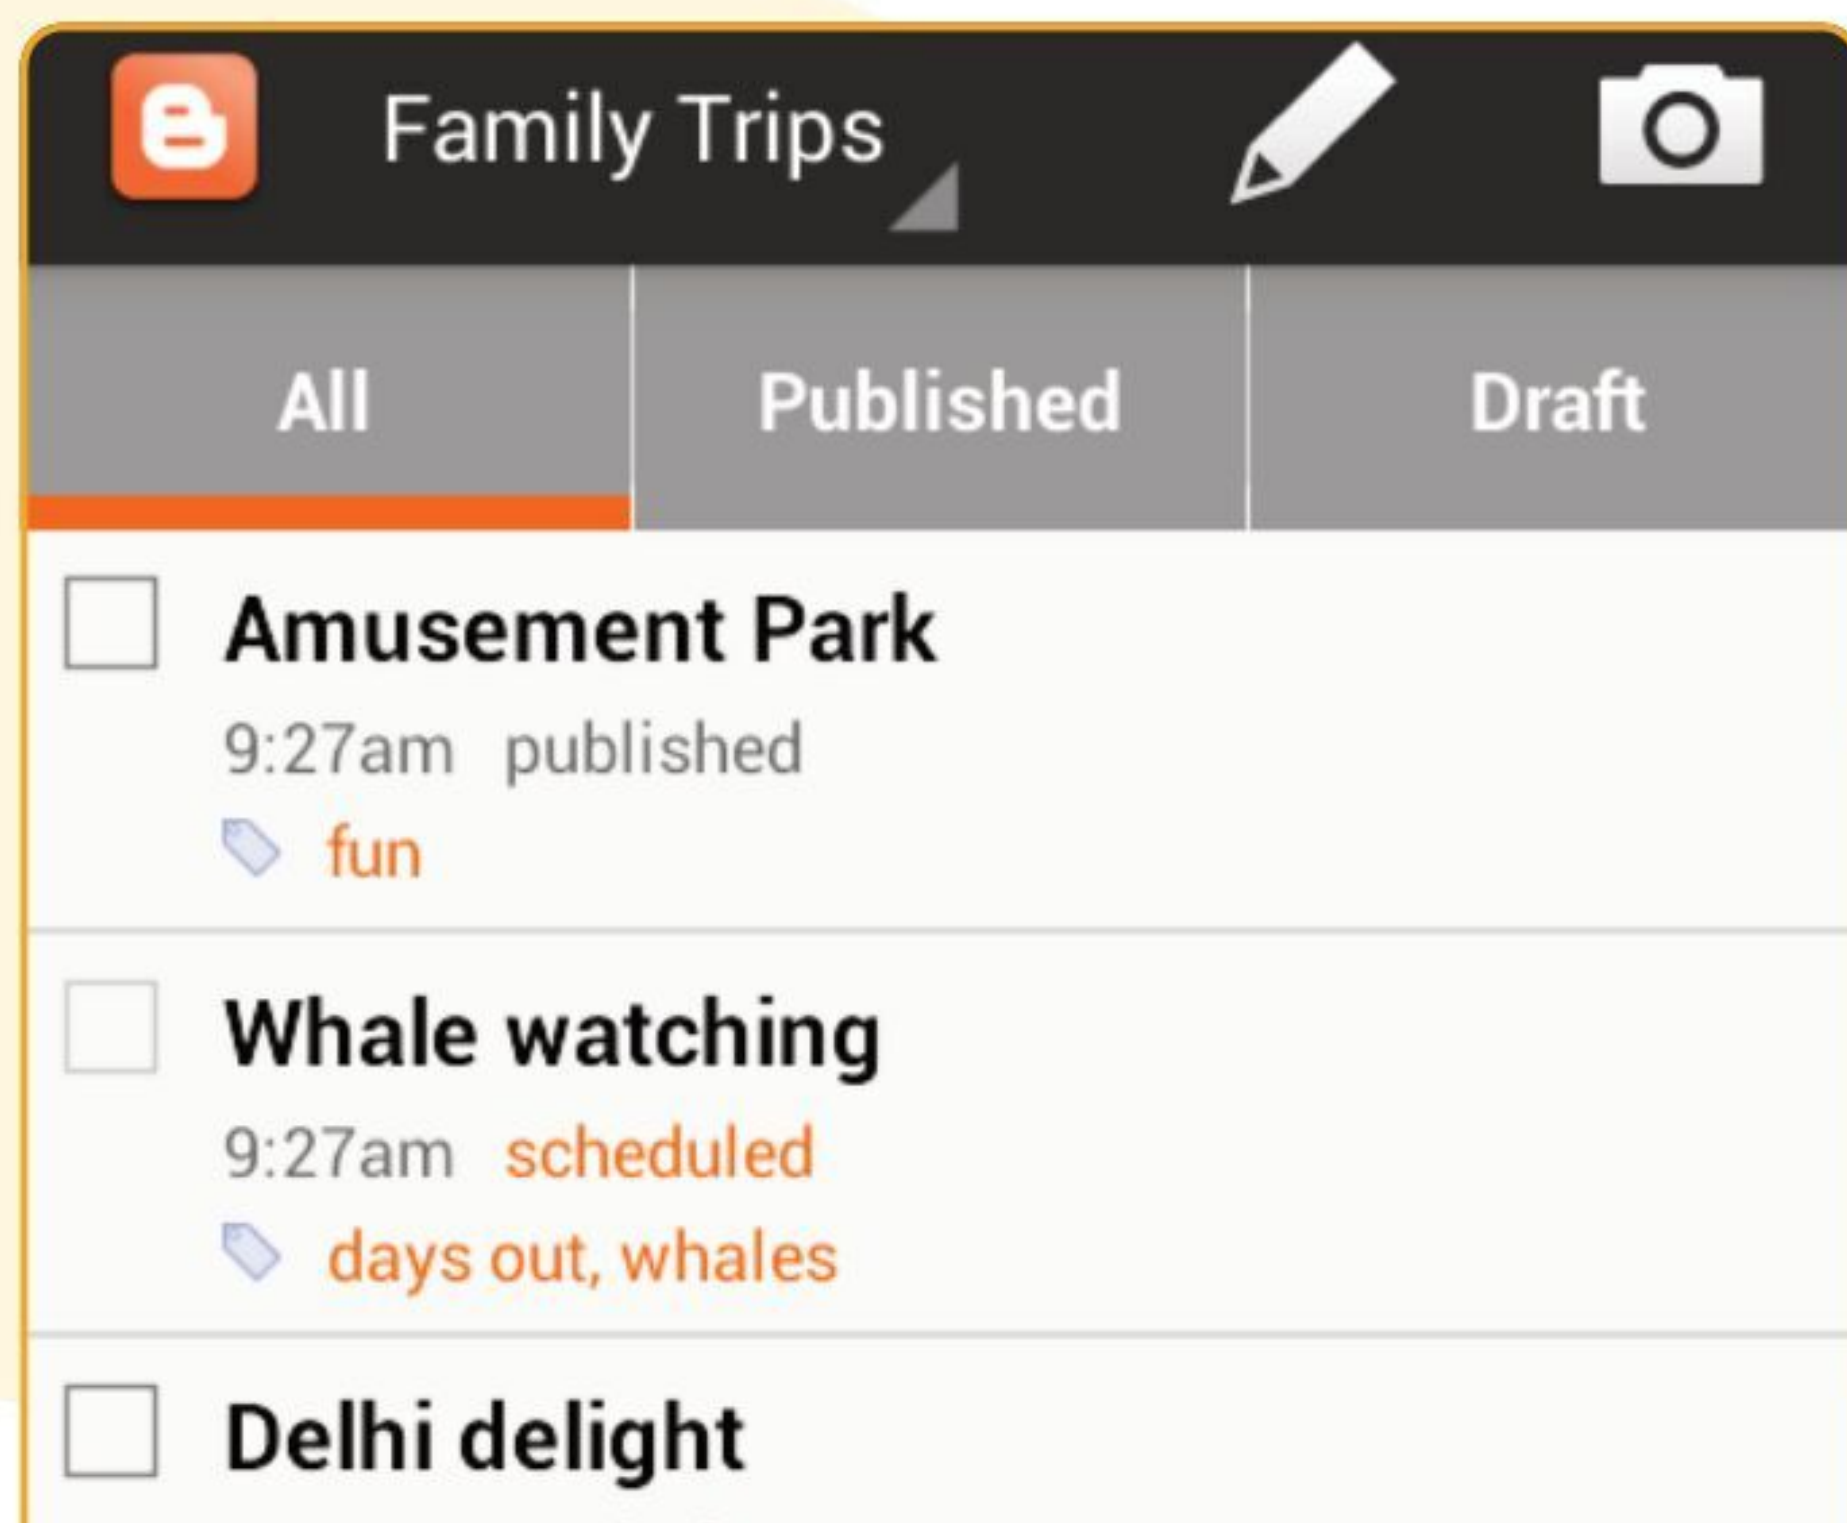 Family Trips
All Published Draft
Amusement Park
9:27am published
fun
Whale watching
9:27am scheduled
days out, whales
Delhi delight